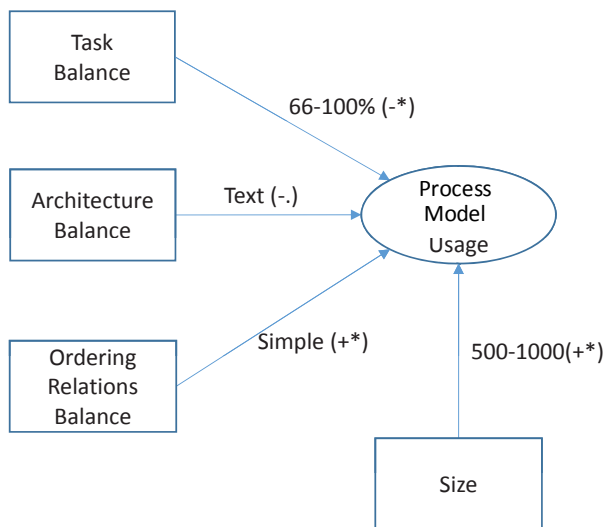 Task
Balance
66-100% (-*)
Architecture
Balance
Text (-.)
Process
Model
Usage
Ordering
Relations
Balance
Simple (+*)
500-1000(+*)
Size